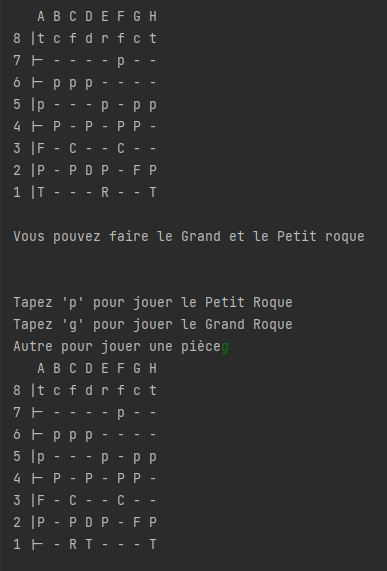 A B C D E F G H
8 |t c f d r f c t
7 |- - - - - p - -
6 |- p p p - - - -
5 |p - - - p - p p
4 |- P - P - P P -
3 |F - C - - C - -
2 |P - P D P - F P
1 |T - - - R - - T
Vous pouvez faire le Grand et le Petit roque
Tapez 'p' pour jouer le Petit Roque
Tapez 'g' pour jouer le Grand Roque
Autre pour jouer une pièceg
A B C D E F G H
8 |t c f d r f c t
7 |- - - - - p - -
6 |- p p p - - - -
5 |p - - - p - p p
4 |- P - P - P P -
3 |F - C - - C - -
2 |P - P D P - F P
1 |- - R T - - - T